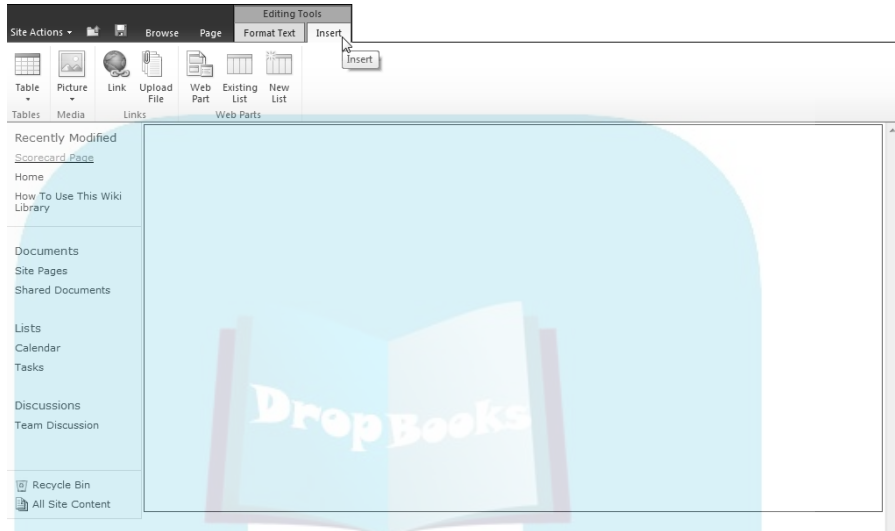 Editing Tools
Site Actions Browse Page Format Text Insert
Insert
Table Picture Link Upload File Web Part Existing List New List
Tables Media Links Web Parts
Recently Modified
Scorecard Page
Home
How To Use This Wiki
Library
Documents
Site Pages
Shared Documents
Lists
Calendar
Tasks
Discussions
Team Discussion
Recycle Bin
All Site Content
DropBooks